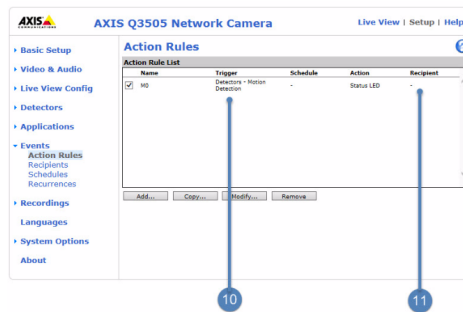 AXIS
COMMUNICATIONS
AXIS Q3505 Network Camera
Live View | Setup | Help
Basic Setup
Video & Audio
Live View Config
Detectors
Applications
Events
Action Rules
Recipients
Schedules
Recurrences
Recordings
Languages
System Options
About
Action Rules
Action Rule List
Name Trigger Schedule Action Recipient
M0 Detectors - Motion Detection - Status LED -
Add... Copy... Modify... Remove
10 11